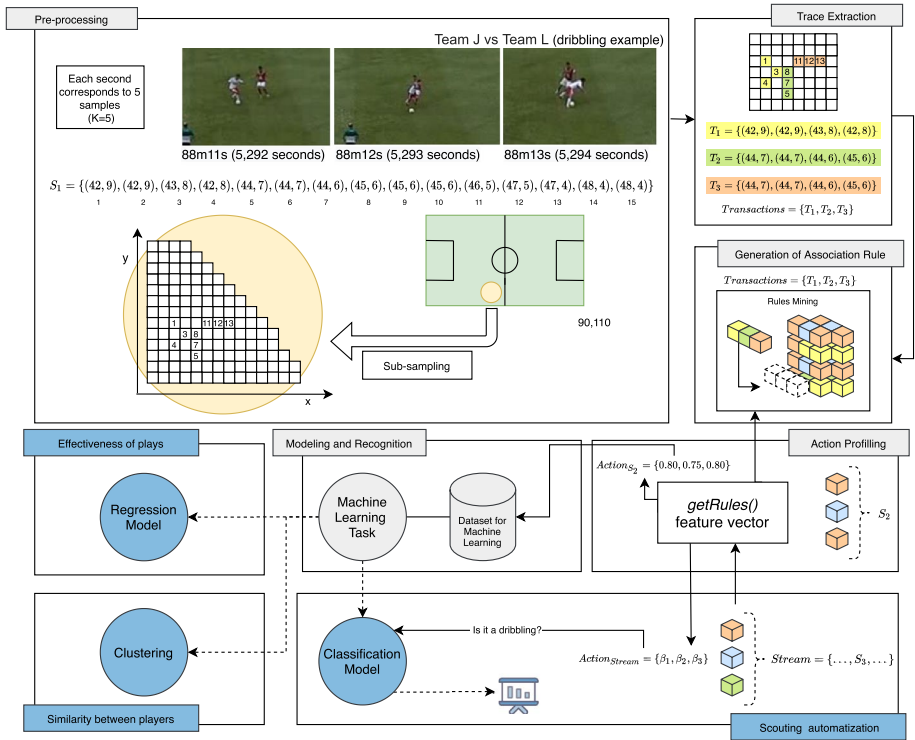 Pre-processing
Team J vs Team L (dribbling example)
Each second
corresponds to 5
samples
(K=5)
88m11s (5,292 seconds)
88m12s (5,293 seconds)
88m13s (5,294 seconds)
S₁ = {(42, 9), (42, 9), (43, 8), (42, 8), (44, 7), (44, 7), (44, 6), (45, 6), (45, 6), (45, 6), (46, 5), (47, 5), (47, 4), (48, 4), (48, 4)}
1 2 3 4 5 6 7 8 9 10 11 12 13 14 15
y
1 11 12 13
3 8
4 7
5
x
90,110
Sub-sampling
Trace Extraction
1 11 12 13
3 8
4 7
5
T₁ = {(42, 9), (42, 9), (43, 8), (42, 8)}
T₂ = {(44, 7), (44, 7), (44, 6), (45, 6)}
T₃ = {(44, 7), (44, 7), (44, 6), (45, 6)}
Transactions = {T₁, T₂, T₃}
Generation of Association Rule
Transactions = {T₁, T₂, T₃}
Rules Mining
Effectiveness of plays
Regression
Model
Modeling and Recognition
Machine
Learning
Task
Dataset for
Machine
Learning
Action Profilling
Action_S₂ = {0.80, 0.75, 0.80}
getRules()
feature vector
S₂
Clustering
Similarity between players
Classification
Model
Is it a dribbling?
Action_Stream = {β₁, β₂, β₃}
Stream = {..., S₃, ...}
Scouting automatization